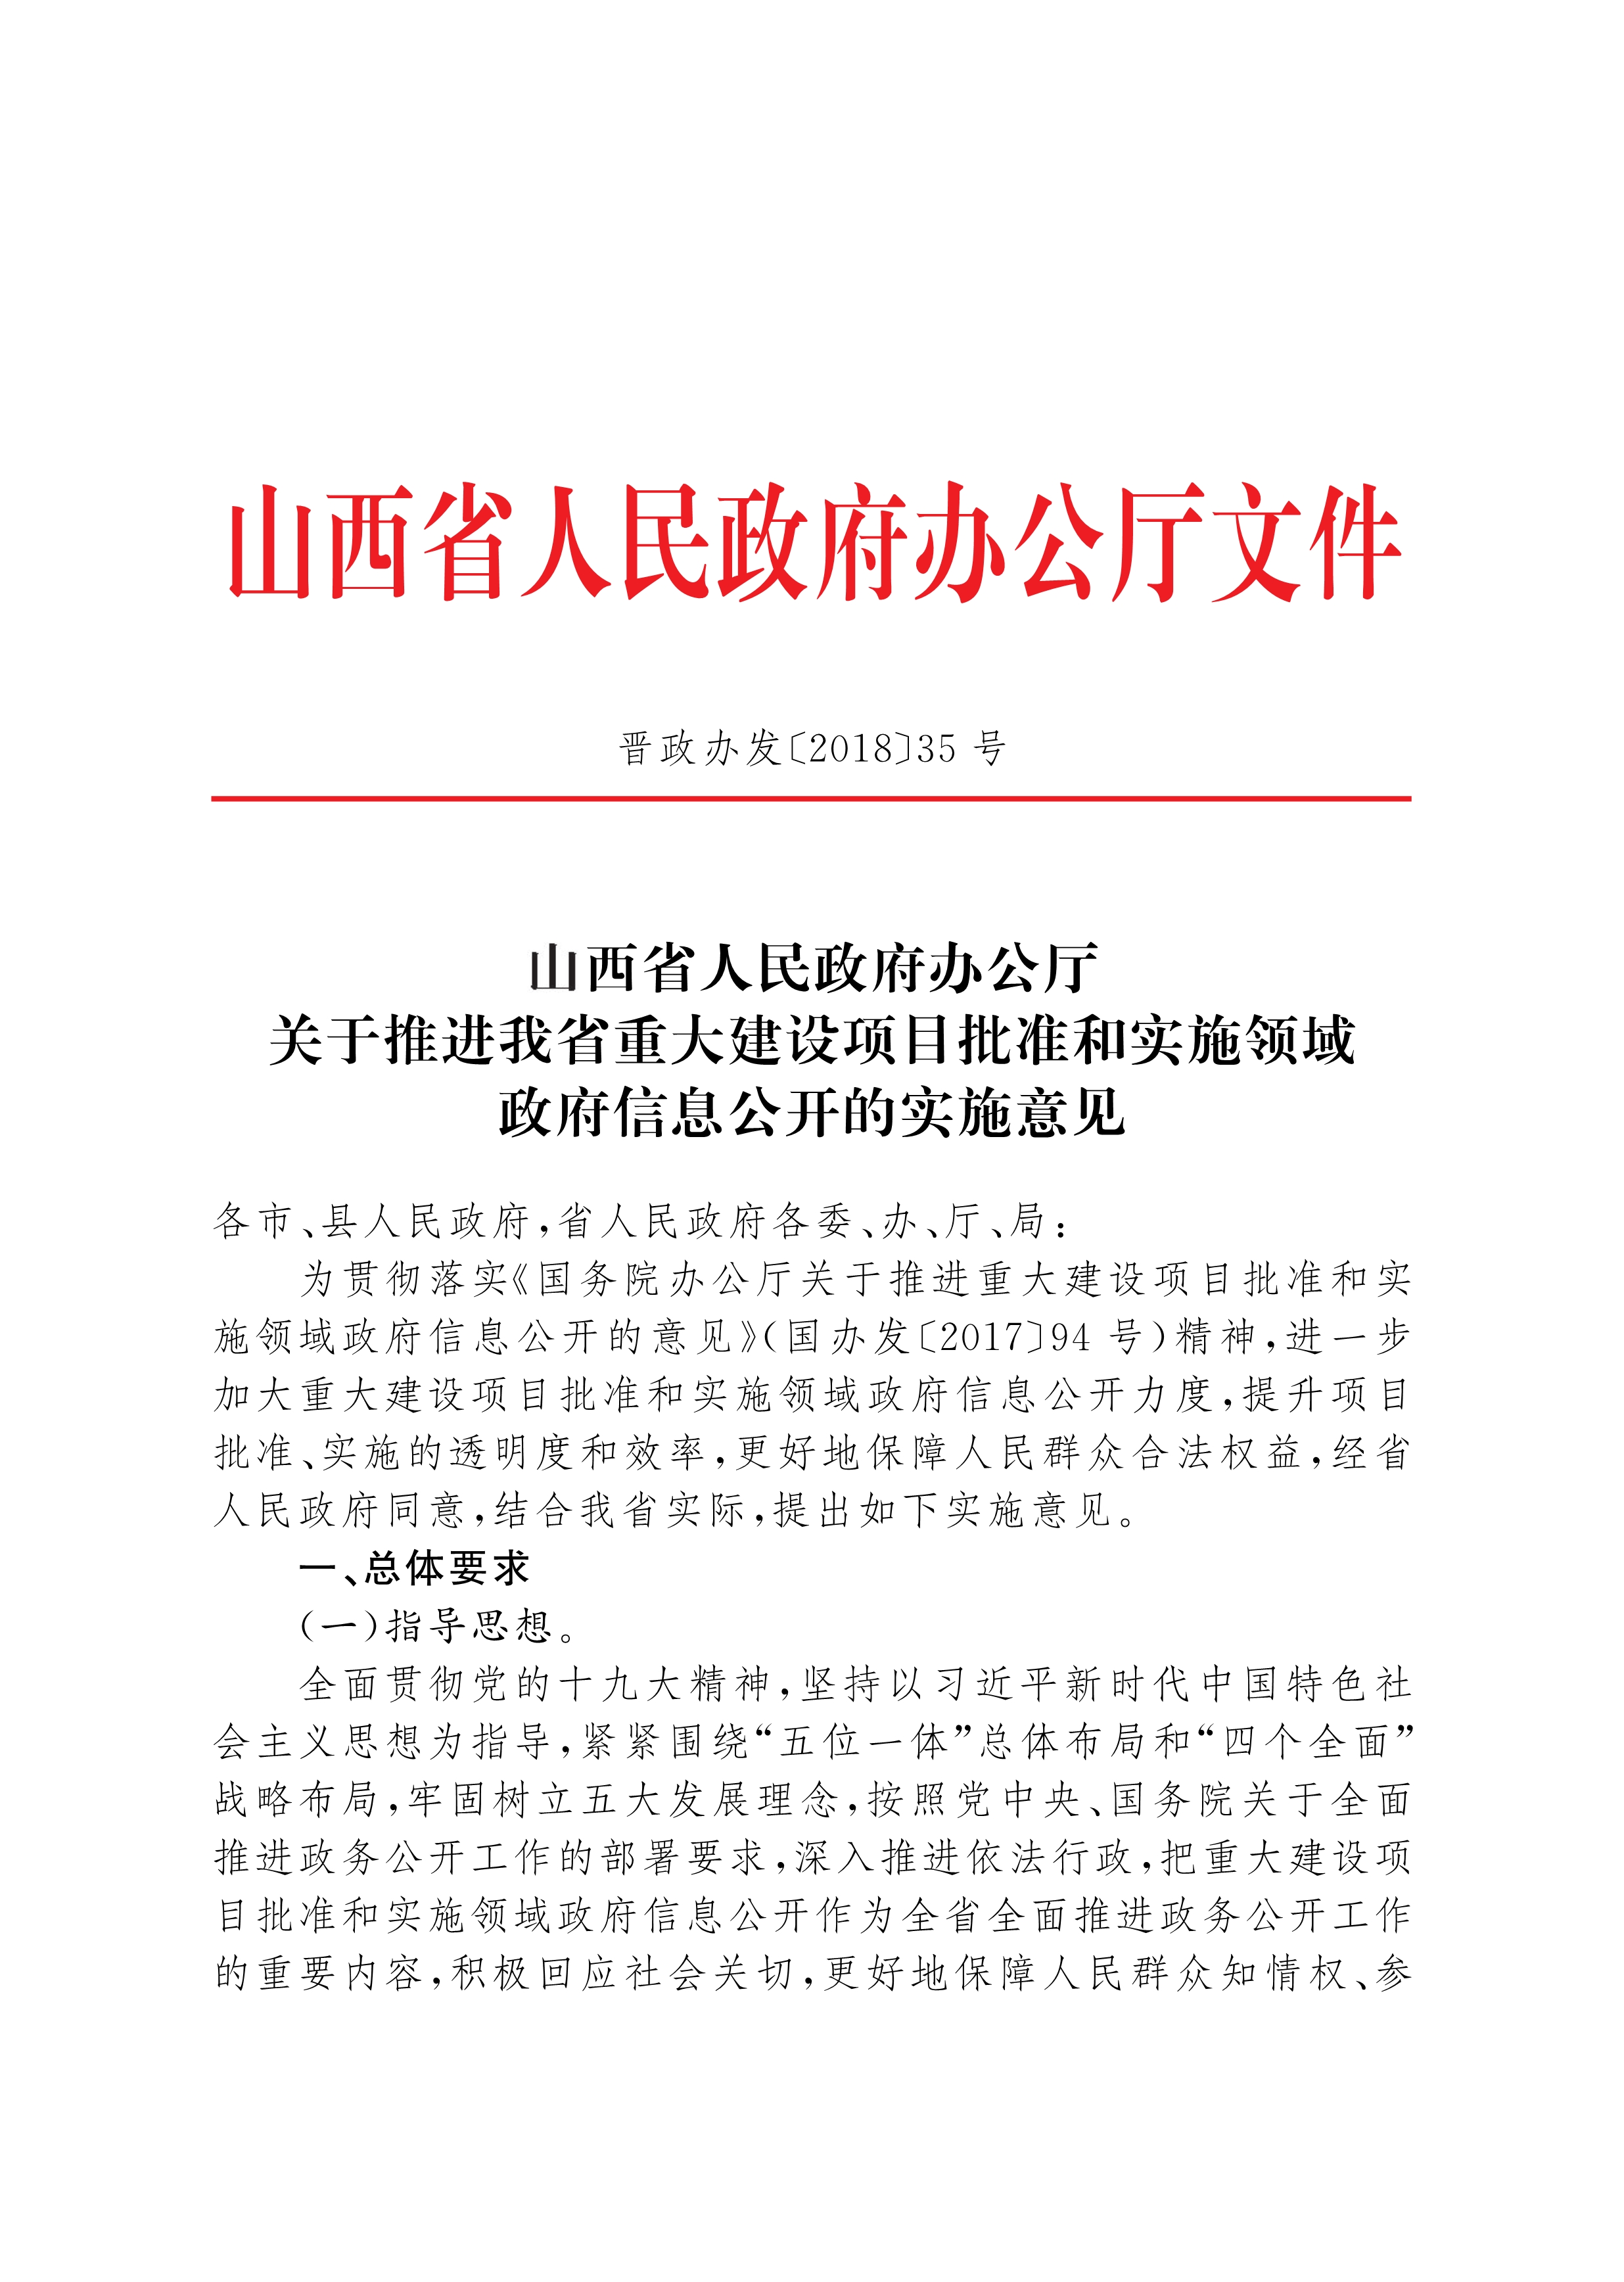 山西省人民政府办公厅文件
晋政办发〔2018〕35 号
山西省人民政府办公厅
关于推进我省重大建设项目批准和实施领域
政府信息公开的实施意见
各市、县人民政府,省人民政府各委、办、厅、局:
为贯彻落实《国务院办公厅关于推进重大建设项目批准和实
施领域政府信息公开的意见》(国办发〔2017〕94 号)精神,进一步
加大重大建设项目批准和实施领域政府信息公开力度,提升项目
批准、实施的透明度和效率,更好地保障人民群众合法权益,经省
人民政府同意,结合我省实际,提出如下实施意见。
一、总体要求
(一)指导思想。
全面贯彻党的十九大精神,坚持以习近平新时代中国特色社
会主义思想为指导,紧紧围绕“五位一体”总体布局和“四个全面”
战略布局,牢固树立五大发展理念,按照党中央、国务院关于全面
推进政务公开工作的部署要求,深入推进依法行政,把重大建设项
目批准和实施领域政府信息公开作为全省全面推进政务公开工作
的重要内容,积极回应社会关切,更好地保障人民群众知情权、参